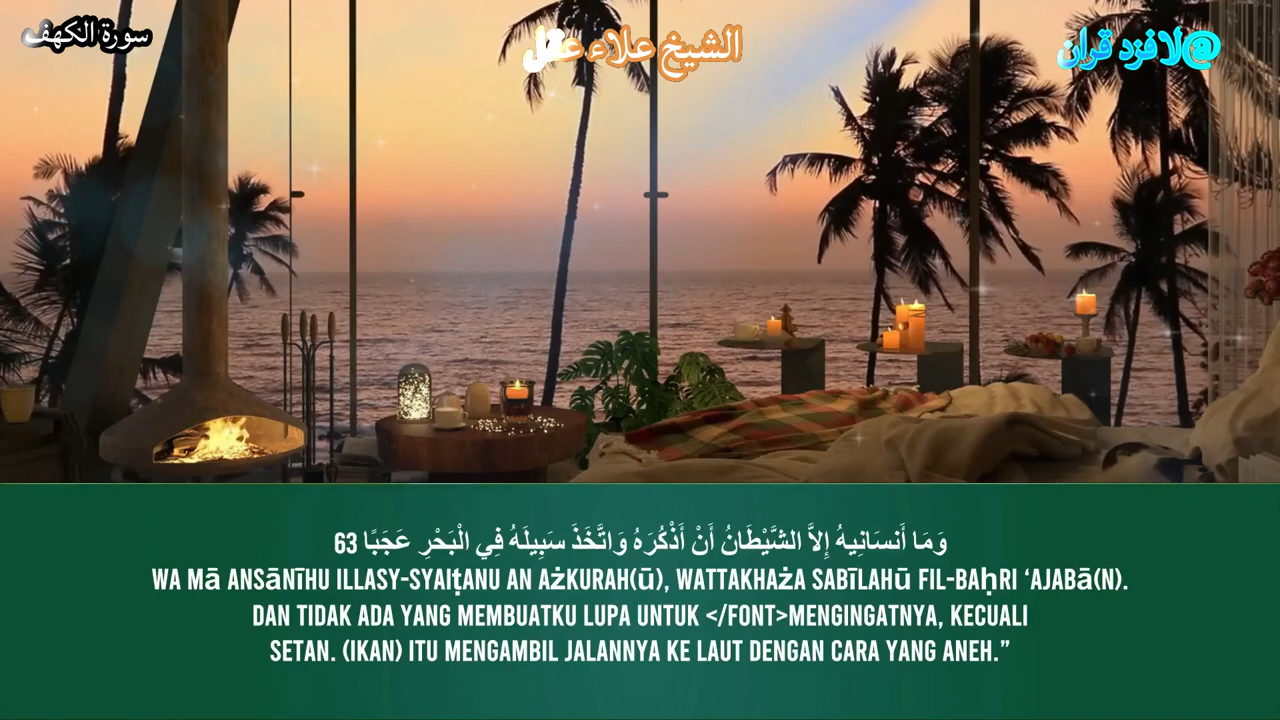 سورة الكهف
الشيخ علاء عقل
@لافزد قران
وَمَا أَنسَانِيهُ إِلاَّ الشَّيْطَانُ أَنْ أَذْكُرَهُ وَاتَّخَذَ سَبِيلَهُ فِي الْبَحْرِ عَجَبًا 63
WA Mā ANSāNīHU ILLASY-SYAIṭANU AN AżKURAH(ū), WATTAKHAżA SABīLAHū FIL-BAḥRI ‘AJABā(N).
DAN TIDAK ADA YANG MEMBUATKU LUPA UNTUK </FONT>MENGINGATNYA, KECUALI
SETAN. (IKAN) ITU MENGAMBIL JALANNYA KE LAUT DENGAN CARA YANG ANEH.”